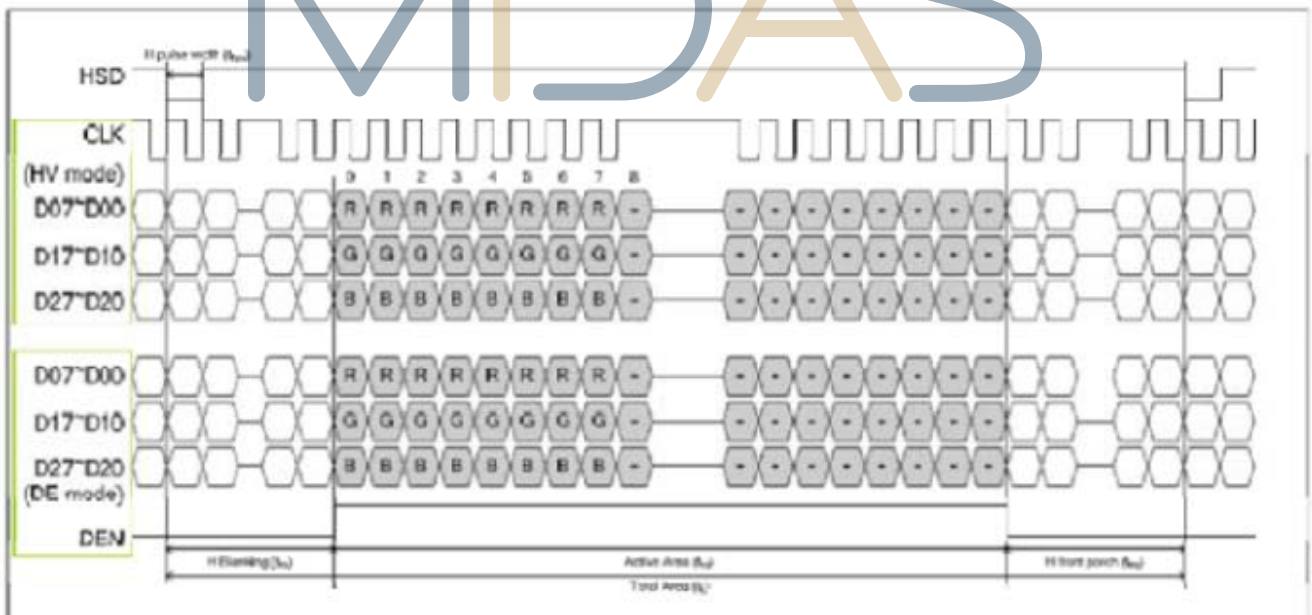 MIDAS
H pulse width (thpw)
HSD
CLK
(HV mode)
0 1 2 3 4 5 6 7 8
D07~D00 R R R R R R R R - - - - - - - - -
D17~D10 G G G G G G G G - - - - - - - - -
D27~D20 B B B B B B B B - - - - - - - - -
D07~D00 R R R R R R R R - - - - - - - - -
D17~D10 G G G G G G G G - - - - - - - - -
D27~D20 B B B B B B B B - - - - - - - - -
(DE mode)
DEN
H Blanking Active Area H front porch
Total Area